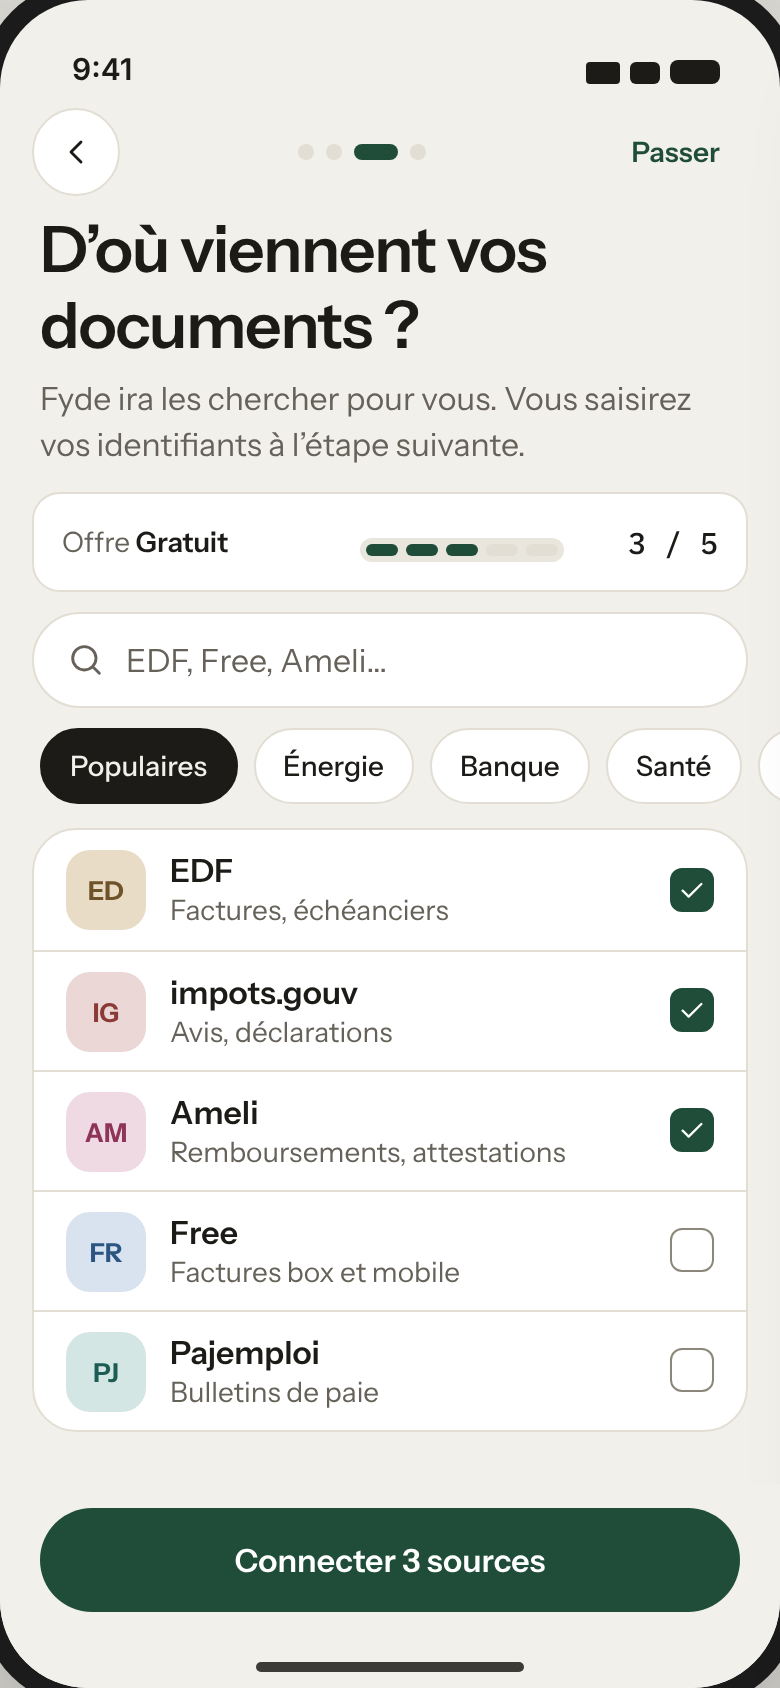 9:41
Passer
D’où viennent vos
documents ?
Fyde ira les chercher pour vous. Vous saisirez
vos identifiants à l’étape suivante.
Offre Gratuit 3 / 5
EDF, Free, Ameli...
Populaires Énergie Banque Santé
ED EDF
Factures, échéanciers
IG impots.gouv
Avis, déclarations
AM Ameli
Remboursements, attestations
FR Free
Factures box et mobile
PJ Pajemploi
Bulletins de paie
Connecter 3 sources